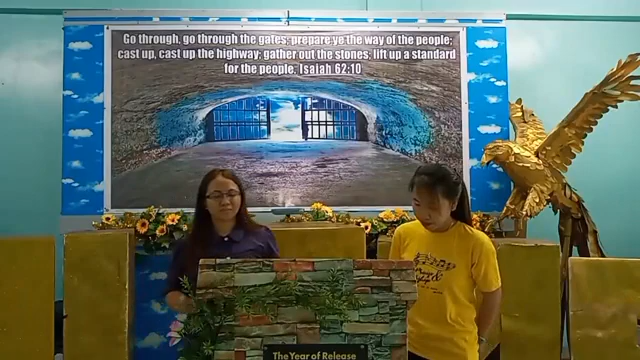 Go through, go through the gates; prepare ye the way of the people;
cast up, cast up the highway; gather out the stones; lift up a standard
for the people. Isaiah 62:10
The Year of Release